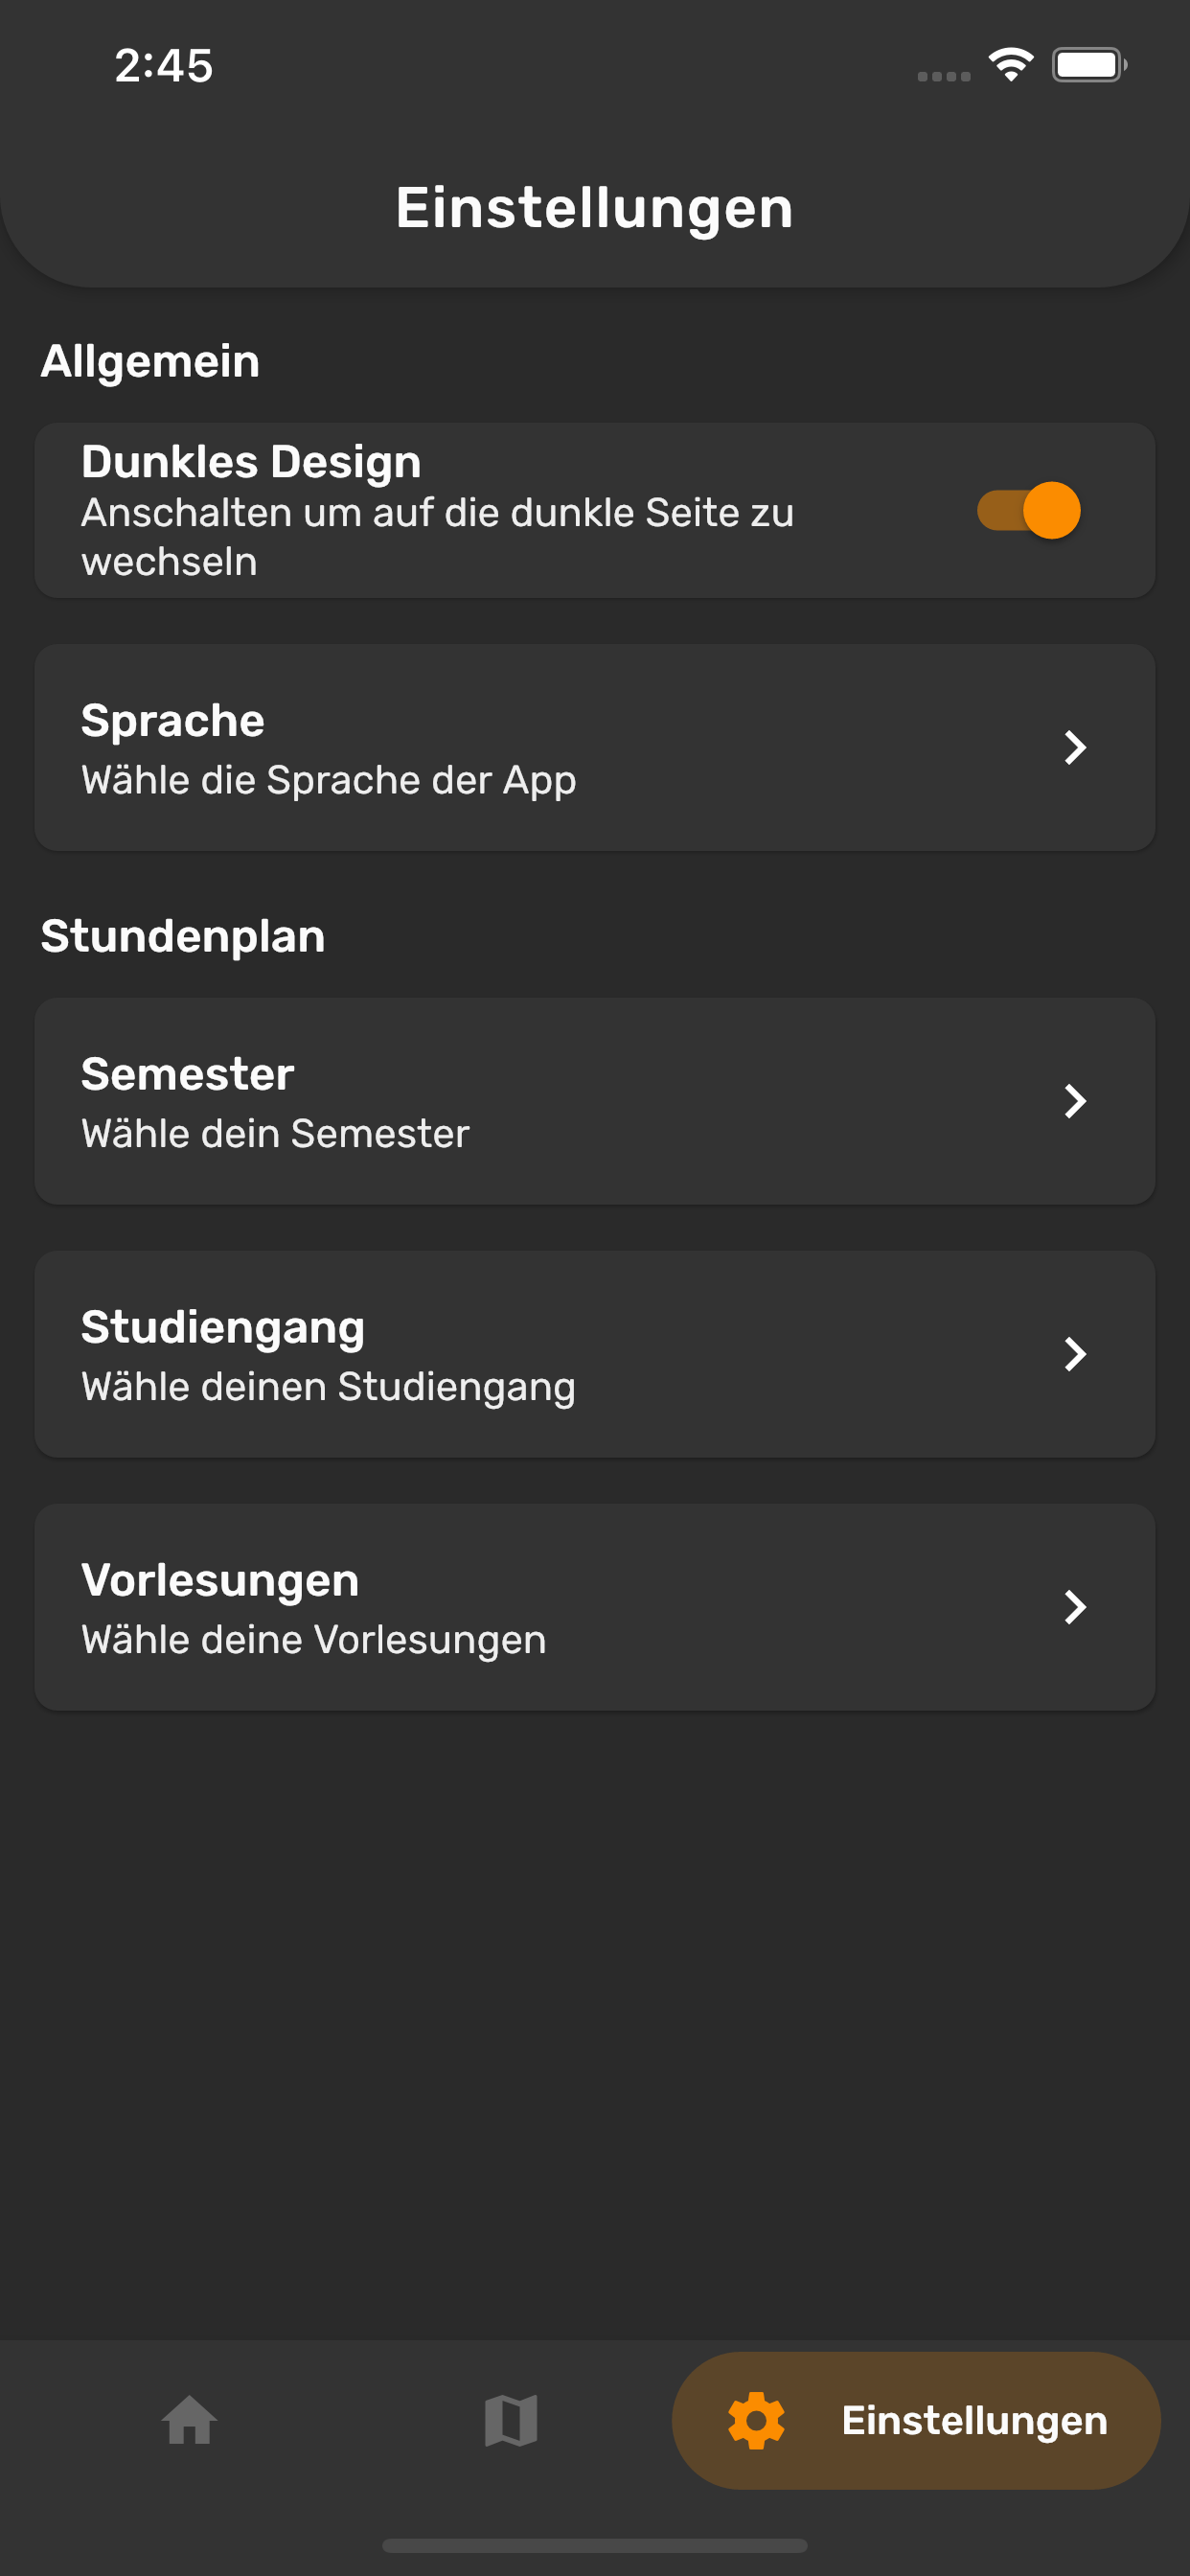 2:45
Einstellungen
Allgemein
Dunkles Design
Anschalten um auf die dunkle Seite zu
wechseln
Sprache
Wähle die Sprache der App
Stundenplan
Semester
Wähle dein Semester
Studiengang
Wähle deinen Studiengang
Vorlesungen
Wähle deine Vorlesungen
Einstellungen